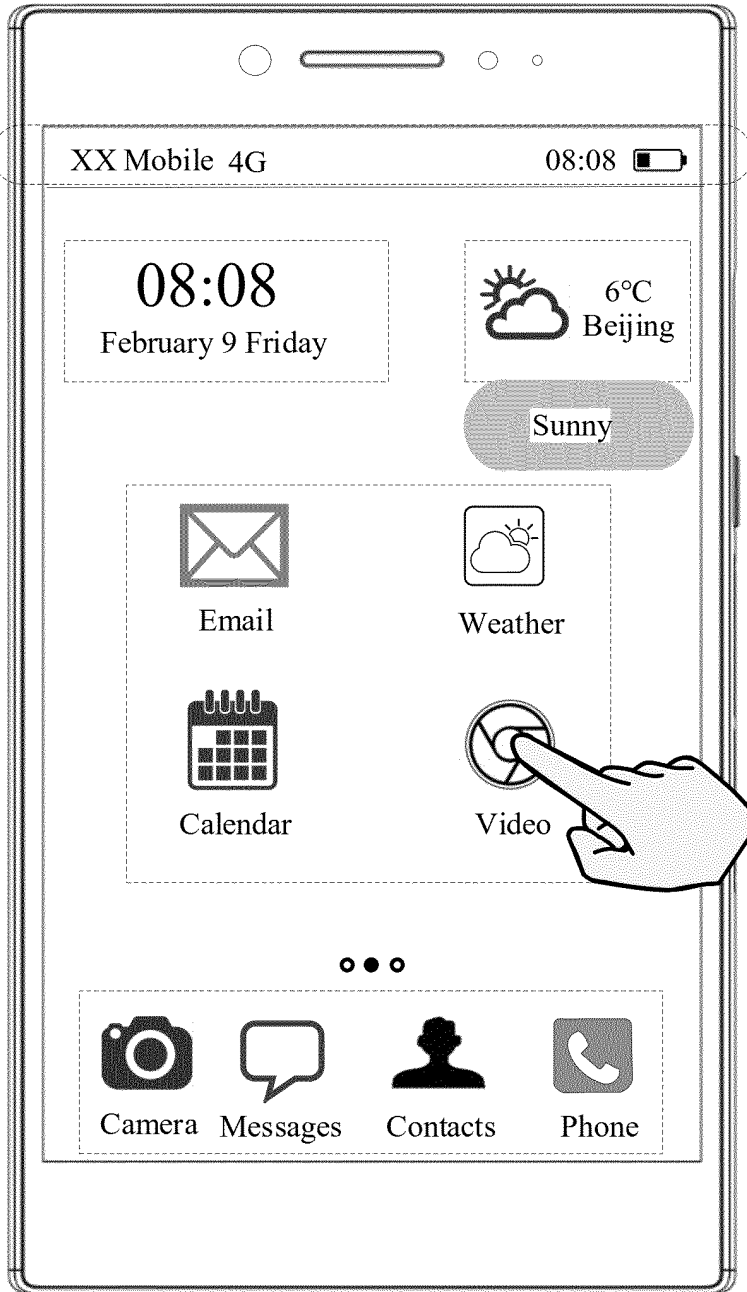 XX Mobile 4G 08:08
08:08
February 9 Friday
6°C
Beijing
Sunny
Email Weather
Calendar Video
Camera Messages Contacts Phone